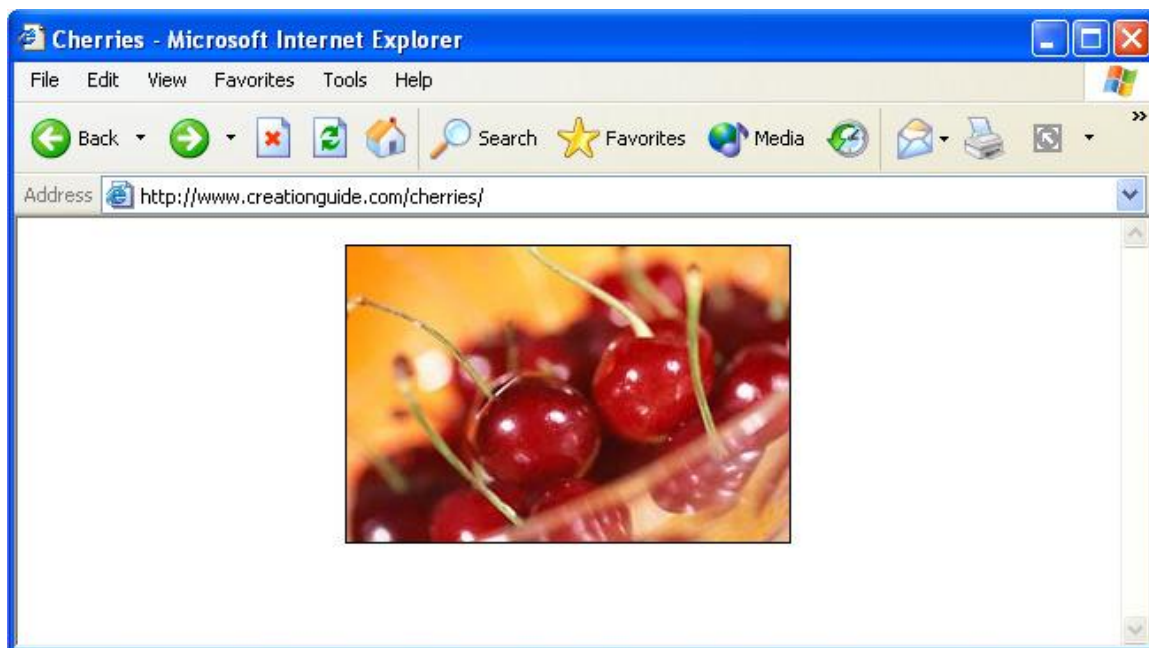 Cherries - Microsoft Internet Explorer
File Edit View Favorites Tools Help
Back Search Favorites Media »
Address http://www.creationguide.com/cherries/